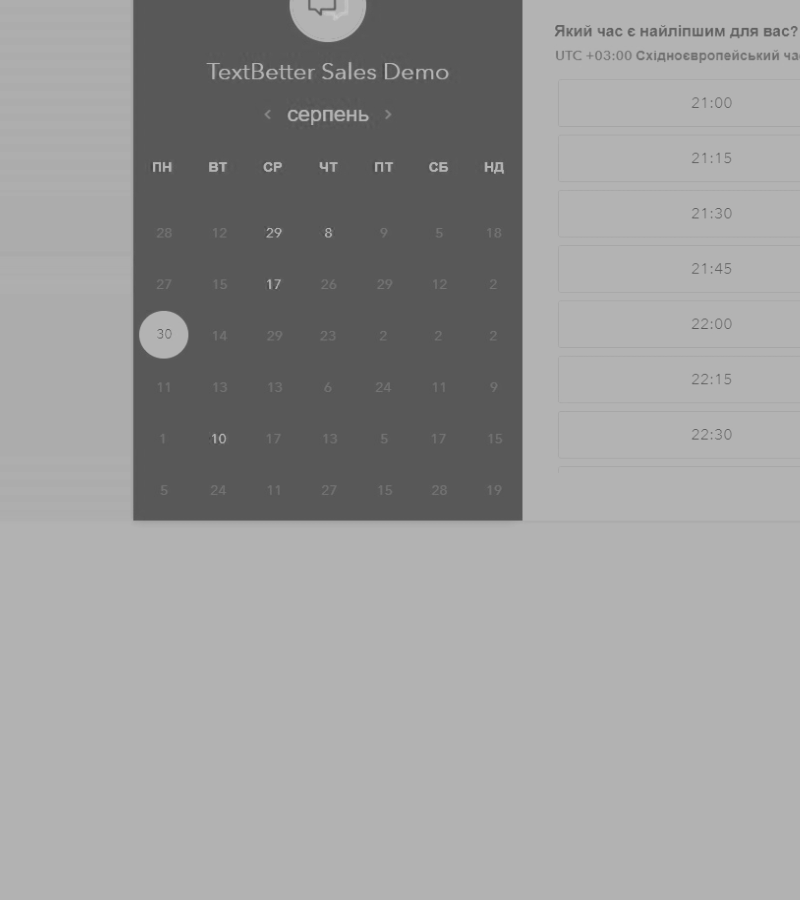 TextBetter Sales Demo
< серпень >
ПН ВТ СР ЧТ ПТ СБ НД
28 12 29 8 9 5 18
27 15 17 26 29 12 2
30 14 29 23 2 2 2
11 13 13 6 24 11 9
1 10 17 13 5 17 15
5 24 11 27 15 28 19
Який час є найліпшим для вас?
UTC +03:00 Східноєвропейський
21:00
21:15
21:30
21:45
22:00
22:15
22:30